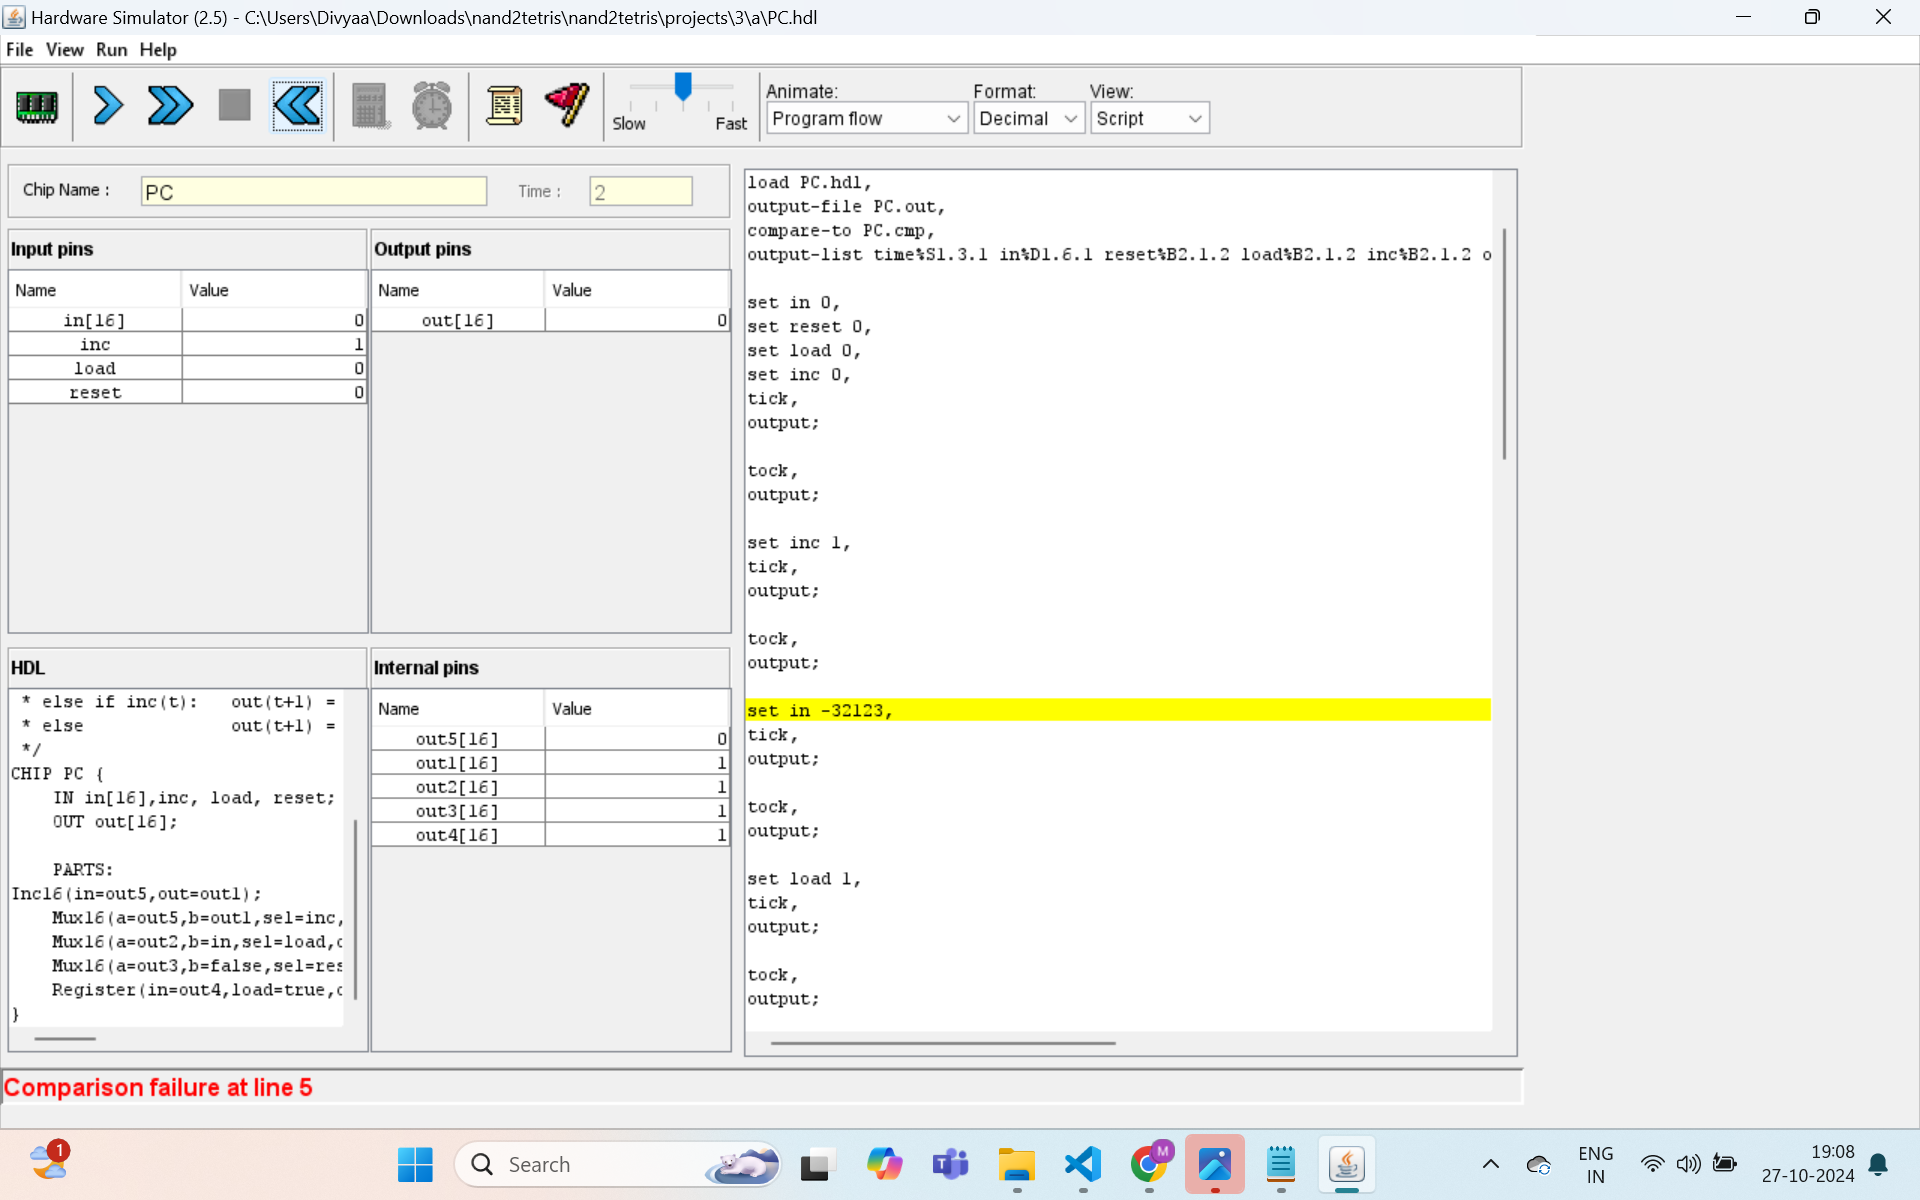 Hardware Simulator (2.5) - C:\Users\Divyaa\Downloads\nand2tetris\nand2tetris\projects\3\a\PC.hdl
File View Run Help
Slow Fast
Animate:
Program flow
Format:
Decimal
View:
Script
Chip Name :
PC
Time :
2
Input pins
Name Value
in[16] 0
inc 1
load 0
reset 0
Output pins
Name Value
out[16] 0
HDL
* else if inc(t): out(t+1) =
* else out(t+1) =
*/
CHIP PC {
IN in[16],inc, load, reset;
OUT out[16];
PARTS:
Inc16(in=out5,out=out1);
Mux16(a=out5,b=out1,sel=inc,
Mux16(a=out2,b=in,sel=load,o
Mux16(a=out3,b=false,sel=res
Register(in=out4,load=true,o
}
Internal pins
Name Value
out5[16] 0
out1[16] 1
out2[16] 1
out3[16] 1
out4[16] 1
load PC.hdl,
output-file PC.out,
compare-to PC.cmp,
output-list time%S1.3.1 in%D1.6.1 reset%B2.1.2 load%B2.1.2 inc%B2.1.2 o
set in 0,
set reset 0,
set load 0,
set inc 0,
tick,
output;
tock,
output;
set inc 1,
tick,
output;
tock,
output;
set in -32123,
tick,
output;
tock,
output;
set load 1,
tick,
output;
tock,
output;
Comparison failure at line 5
1
Search
M
ENG
IN
19:08
27-10-2024